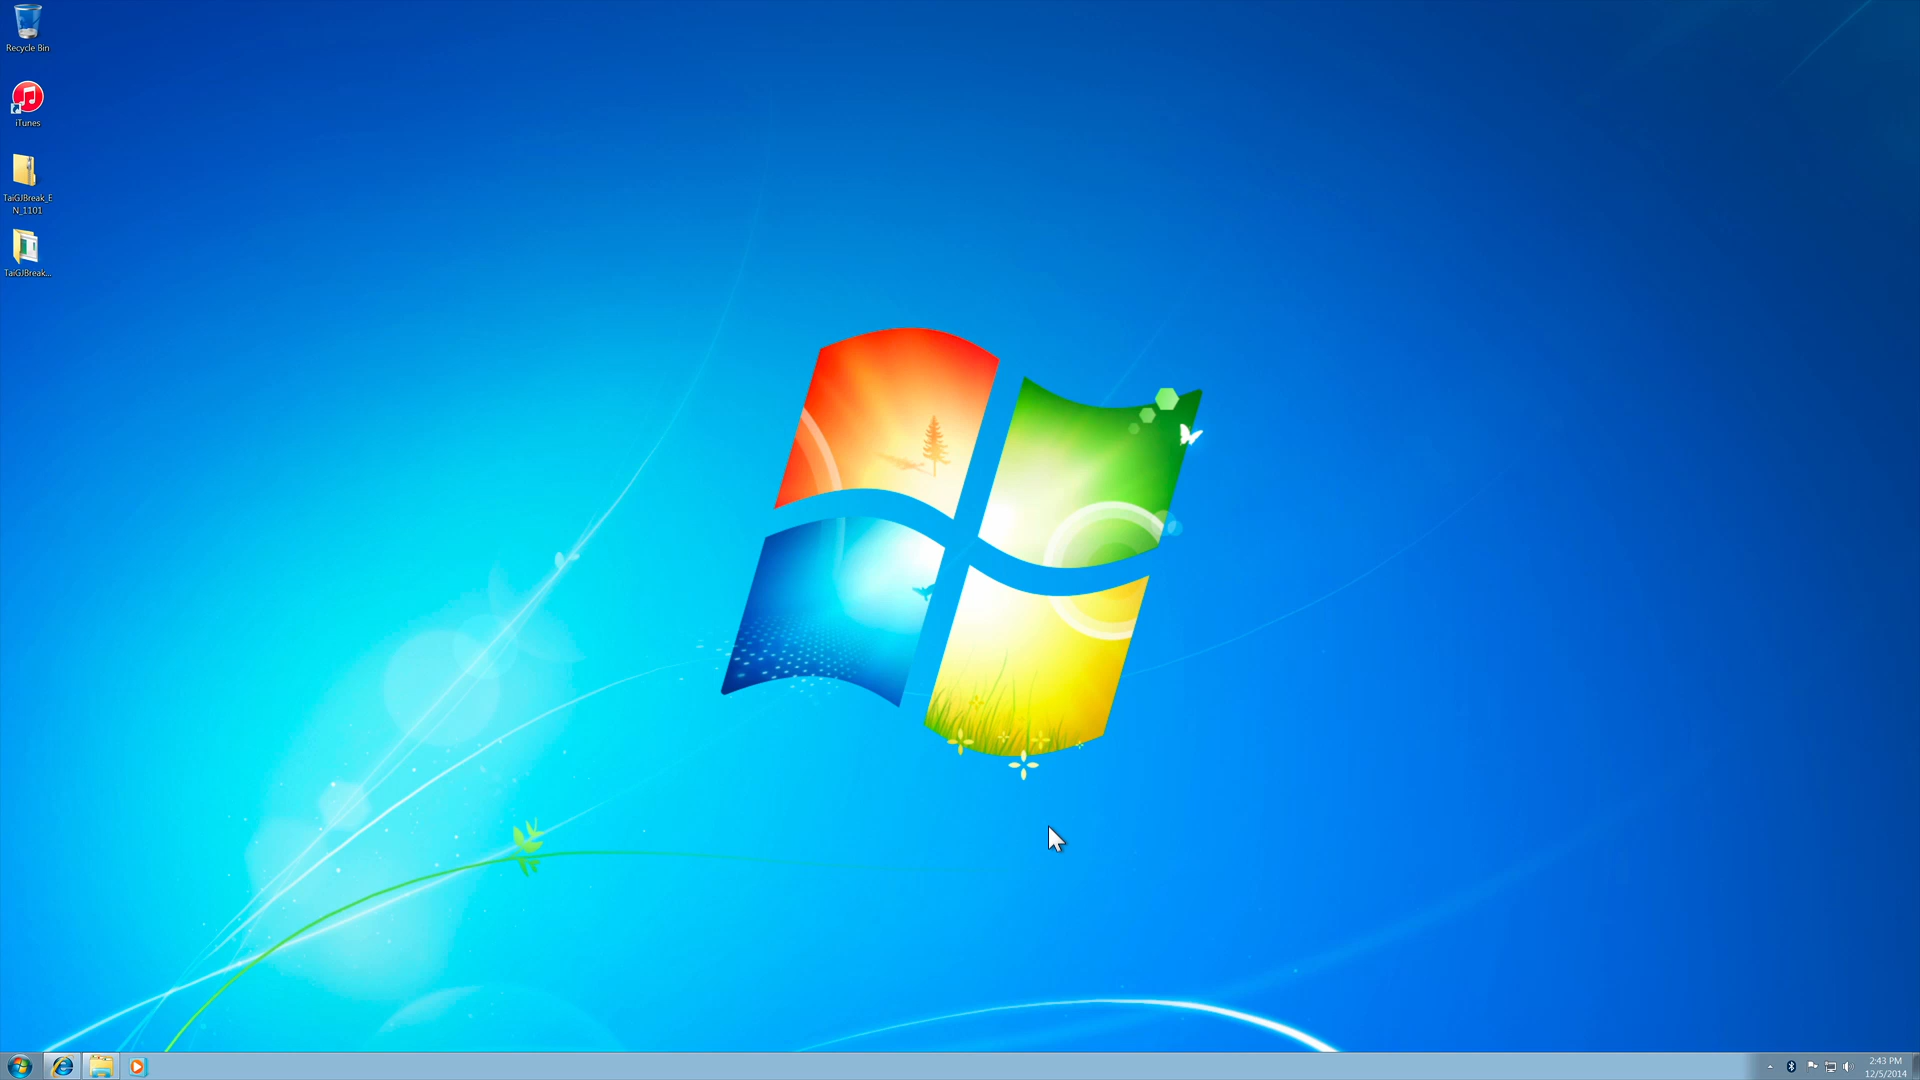 Recycle Bin
iTunes
TaiGJBreak_E
N_1101
TaiGJBreak...
2:43 PM
12/5/2014